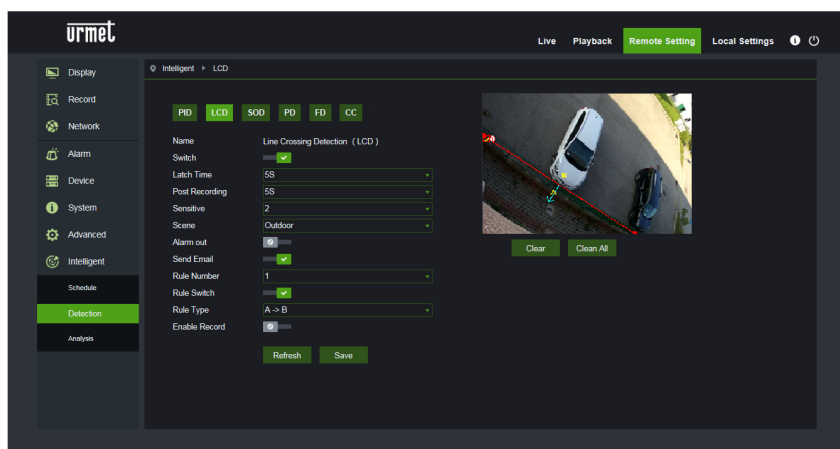 urmet
Live Playback Remote Setting Local Settings
Display
Record
Network
Alarm
Device
System
Advanced
Intelligent
Schedule
Detection
Analysis
Intelligent LCD
PID LCD SOD PD FD CC
Name Line Crossing Detection ( LCD )
Switch
Latch Time 5S
Post Recording 5S
Sensitive 2
Scene Outdoor
Alarm out
Send Email
Rule Number 1
Rule Switch
Rule Type A -> B
Enable Record
Refresh Save
Clear Clean All